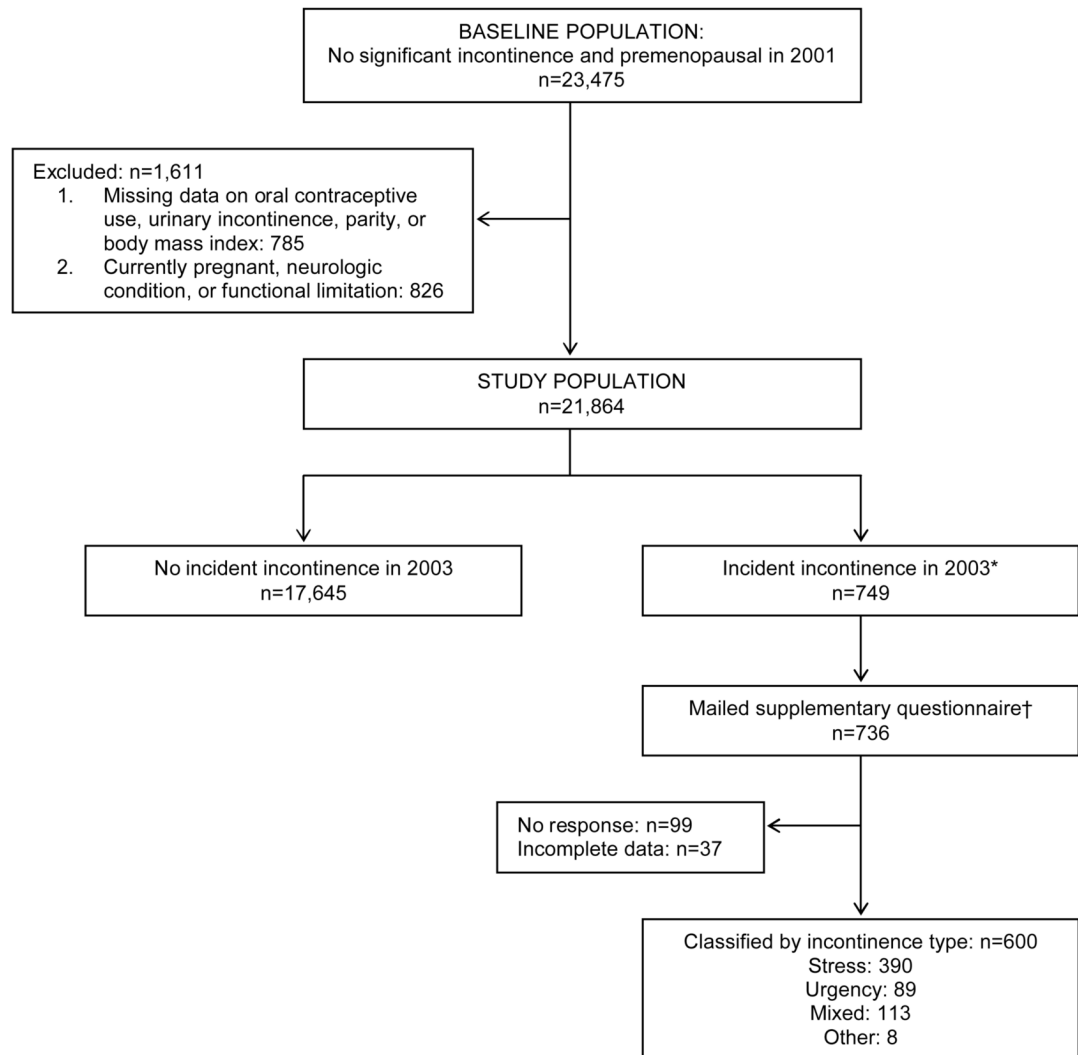 BASELINE POPULATION:
No significant incontinence and premenopausal in 2001
n=23,475
Excluded: n=1,611
1. Missing data on oral contraceptive
use, urinary incontinence, parity, or
body mass index: 785
2. Currently pregnant, neurologic
condition, or functional limitation: 826
STUDY POPULATION
n=21,864
No incident incontinence in 2003
n=17,645
Incident incontinence in 2003*
n=749
Mailed supplementary questionnaire†
n=736
No response: n=99
Incomplete data: n=37
Classified by incontinence type: n=600
Stress: 390
Urgency: 89
Mixed: 113
Other: 8